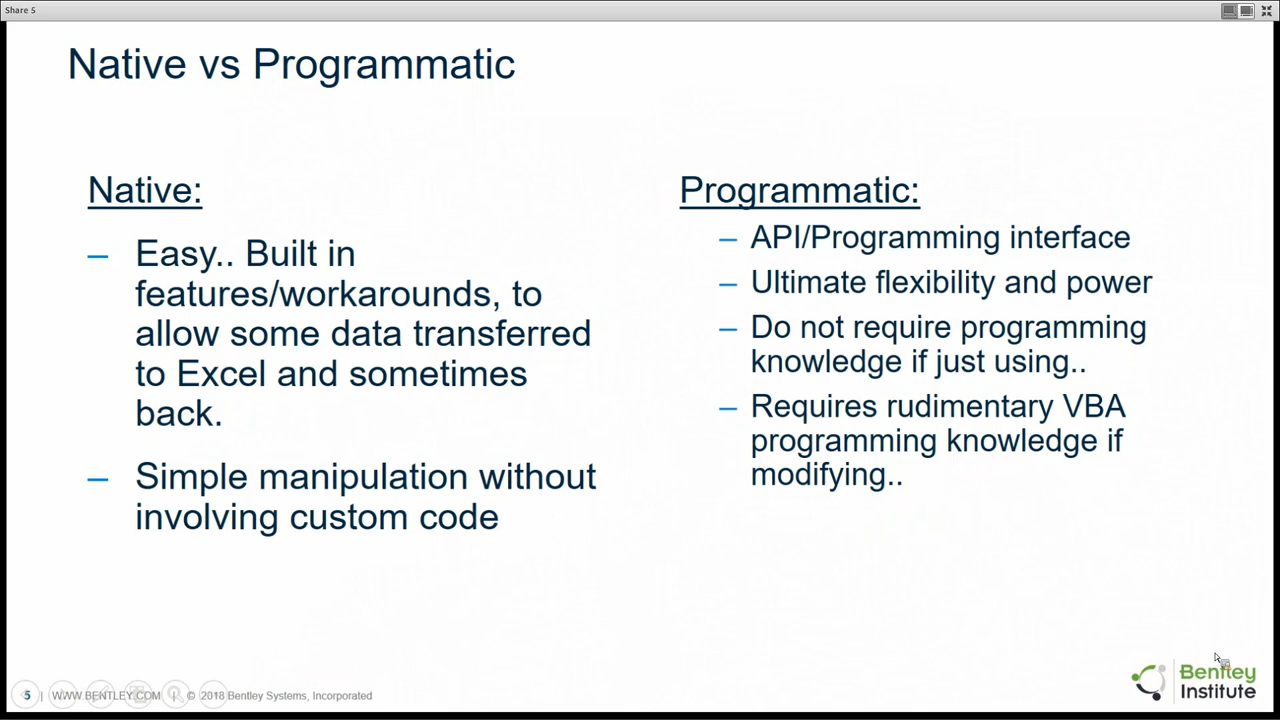 Share 5
Native vs Programmatic
Native:
– Easy.. Built in
features/workarounds, to
allow some data transferred
to Excel and sometimes
back.
– Simple manipulation without
involving custom code
Programmatic:
– API/Programming interface
– Ultimate flexibility and power
– Do not require programming
knowledge if just using..
– Requires rudimentary VBA
programming knowledge if
modifying..
5 | WWW.BENTLEY.COM | © 2018 Bentley Systems, Incorporated
Bentley
Institute